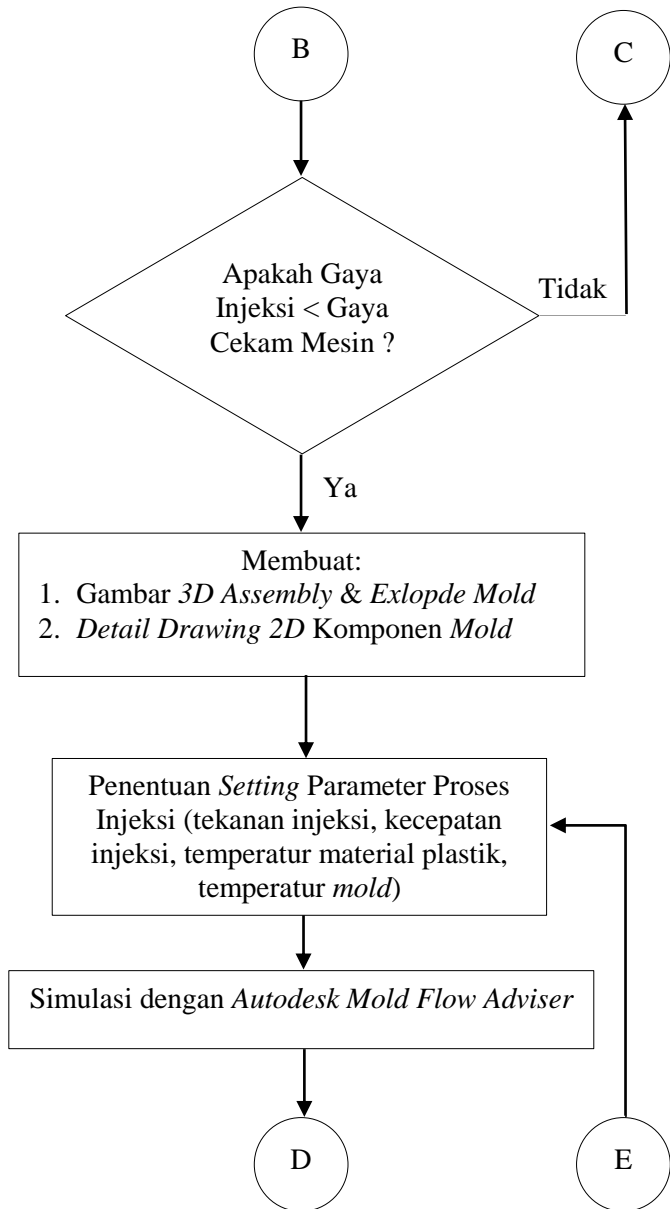 B
C
Apakah Gaya
Injeksi < Gaya
Cekam Mesin ?
Tidak
Ya
Membuat:
1. Gambar 3D Assembly & Exlopde Mold
2. Detail Drawing 2D Komponen Mold
Penentuan Setting Parameter Proses
Injeksi (tekanan injeksi, kecepatan
injeksi, temperatur material plastik,
temperatur mold)
Simulasi dengan Autodesk Mold Flow Adviser
D
E